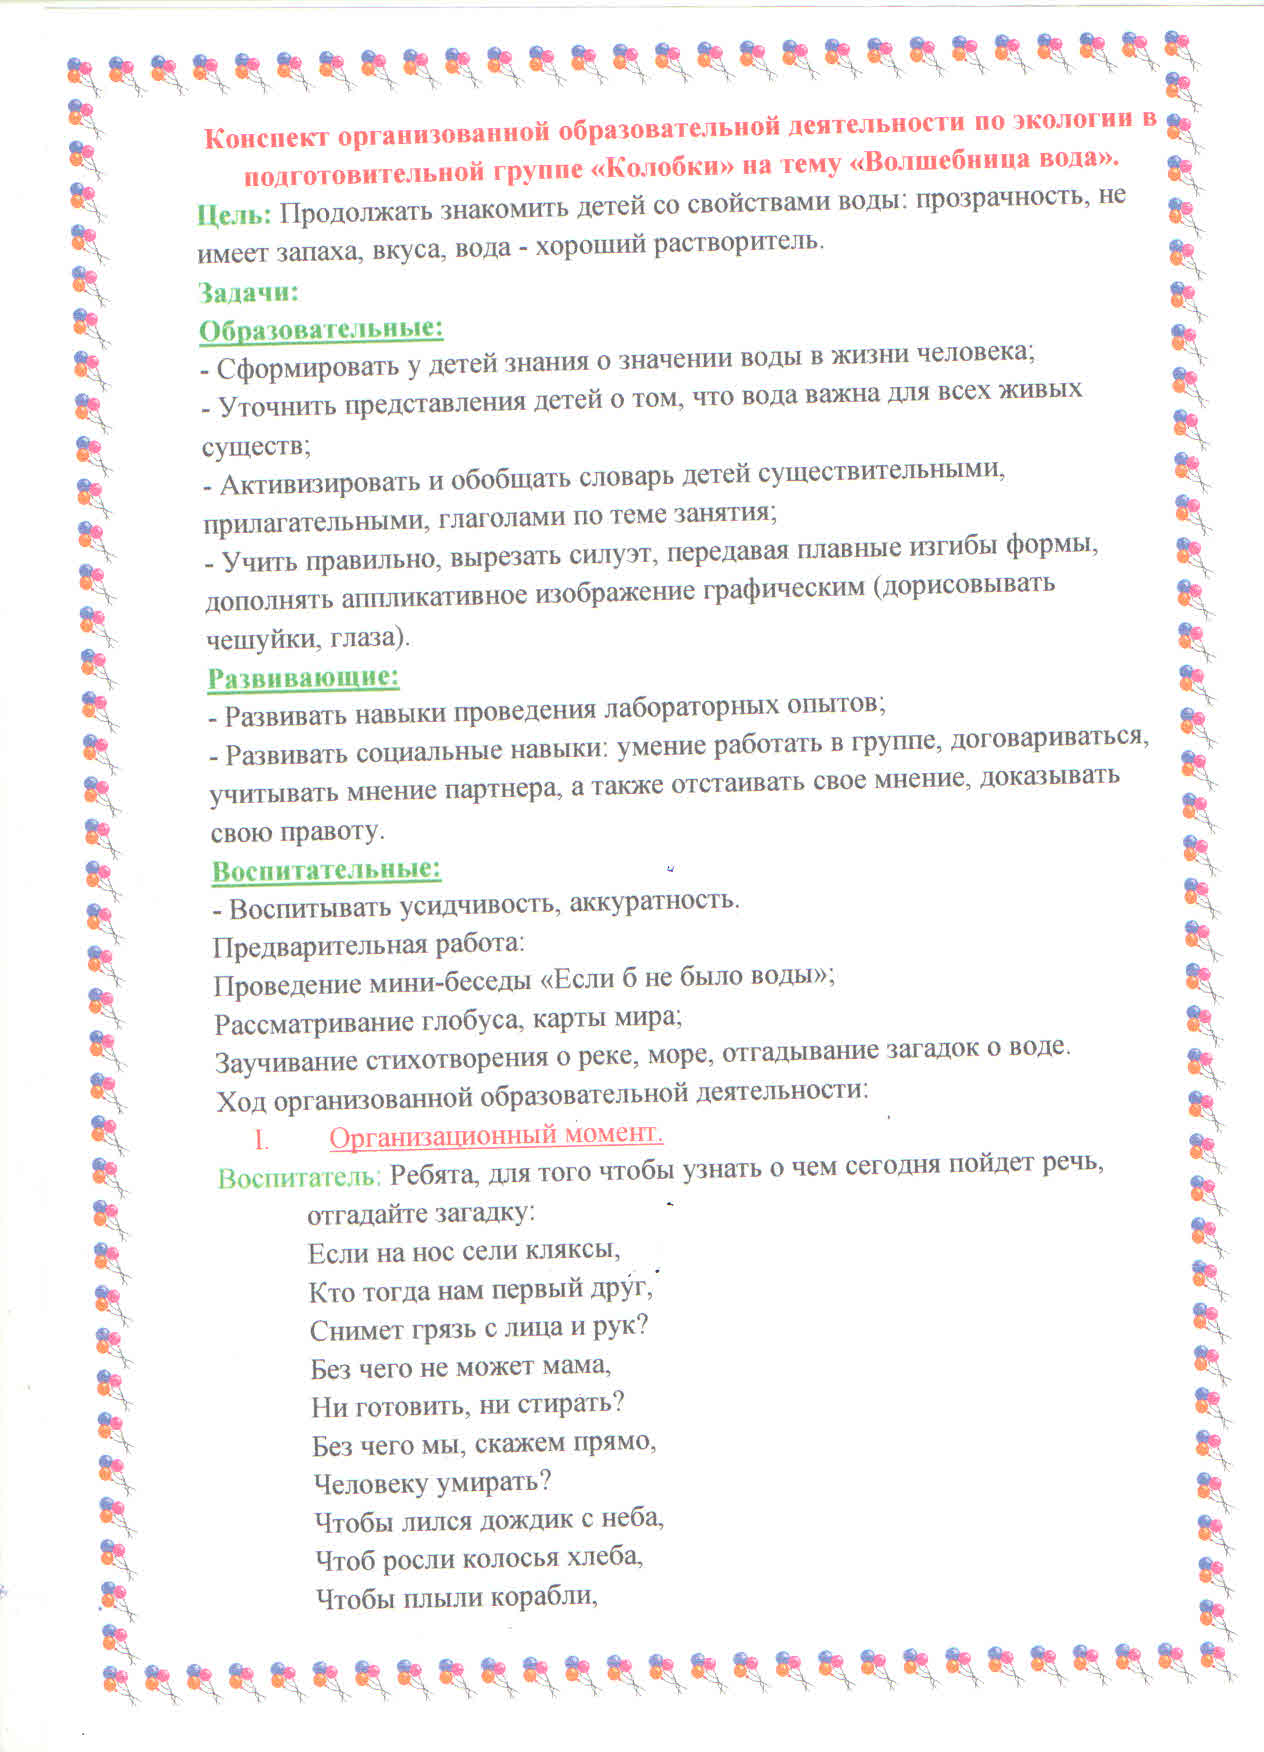 Конспект организованной образовательной деятельности по экологии в
подготовительной группе «Колобки» на тему «Волшебница вода».
Цель: Продолжать знакомить детей со свойствами воды: прозрачность, не
имеет запаха, вкуса, вода - хороший растворитель.
Задачи:
Образовательные:
- Сформировать у детей знания о значении воды в жизни человека;
- Уточнить представления детей о том, что вода важна для всех живых
существ;
- Активизировать и обобщать словарь детей существительными,
прилагательными, глаголами по теме занятия;
- Учить правильно, вырезать силуэт, передавая плавные изгибы формы,
дополнять аппликативное изображение графическим (дорисовывать
чешуйки, глаза).
Развивающие:
- Развивать навыки проведения лабораторных опытов;
- Развивать социальные навыки: умение работать в группе, договариваться,
учитывать мнение партнера, а также отстаивать свое мнение, доказывать
свою правоту.
Воспитательные:
- Воспитывать усидчивость, аккуратность.
Предварительная работа:
Проведение мини-беседы «Если б не было воды»;
Рассматривание глобуса, карты мира;
Заучивание стихотворения о реке, море, отгадывание загадок о воде.
Ход организованной образовательной деятельности:
I. Организационный момент.
Воспитатель: Ребята, для того чтобы узнать о чем сегодня пойдет речь,
отгадайте загадку:
Если на нос сели кляксы,
Кто тогда нам первый друг,
Снимет грязь с лица и рук?
Без чего не может мама,
Ни готовить, ни стирать?
Без чего мы, скажем прямо,
Человеку умирать?
Чтобы лился дождик с неба,
Чтоб росли колосья хлеба,
Чтобы плыли корабли,